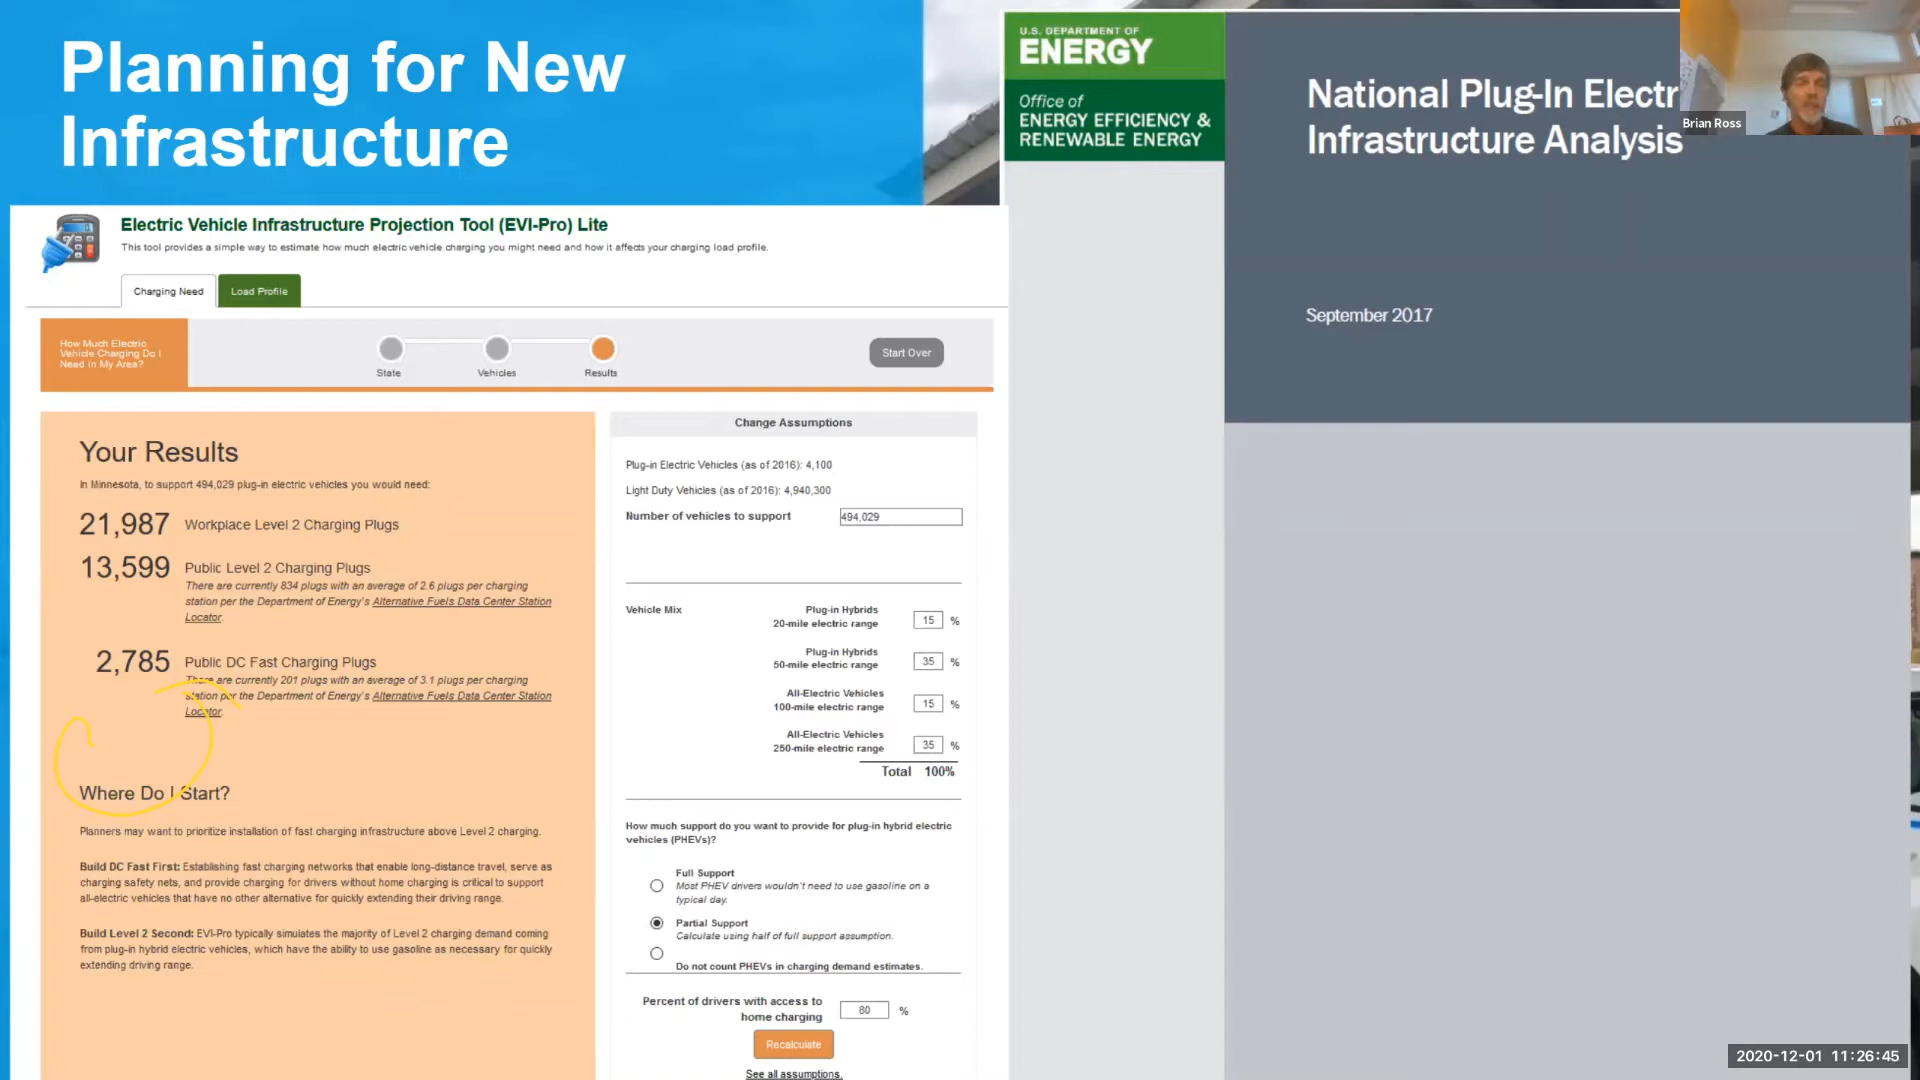 Planning for New
Infrastructure
U.S. DEPARTMENT OF
ENERGY
Office of
ENERGY EFFICIENCY &
RENEWABLE ENERGY
National Plug-In Electr
Infrastructure Analysis
September 2017
Brian Ross
Electric Vehicle Infrastructure Projection Tool (EVI-Pro) Lite
This tool provides a simple way to estimate how much electric vehicle charging you might need and how it affects your charging load profile.
Charging Need
Load Profile
How Much Electric
Vehicle Charging Do I
Need In My Area?
State
Vehicles
Results
Start Over
Your Results
In Minnesota, to support 494,029 plug-in electric vehicles you would need:
21,987 Workplace Level 2 Charging Plugs
13,599 Public Level 2 Charging Plugs
There are currently 834 plugs with an average of 2.6 plugs per charging
station per the Department of Energy's Alternative Fuels Data Center Station
Locator.
2,785 Public DC Fast Charging Plugs
There are currently 201 plugs with an average of 3.1 plugs per charging
station per the Department of Energy's Alternative Fuels Data Center Station
Locator.
Where Do I Start?
Planners may want to prioritize installation of fast charging infrastructure above Level 2 charging.
Build DC Fast First: Establishing fast charging networks that enable long-distance travel, serve as
charging safety nets, and provide charging for drivers without home charging is critical to support
all-electric vehicles that have no other alternative for quickly extending their driving range.
Build Level 2 Second: EVI-Pro typically simulates the majority of Level 2 charging demand coming
from plug-in hybrid electric vehicles, which have the ability to use gasoline as necessary for quickly
extending driving range.
Change Assumptions
Plug-in Electric Vehicles (as of 2016): 4,100
Light Duty Vehicles (as of 2016): 4,940,300
Number of vehicles to support 494,029
Vehicle Mix
Plug-in Hybrids
20-mile electric range 15 %
Plug-in Hybrids
50-mile electric range 35 %
All-Electric Vehicles
100-mile electric range 15 %
All-Electric Vehicles
250-mile electric range 35 %
Total 100%
How much support do you want to provide for plug-in hybrid electric
vehicles (PHEVs)?
Full Support
Most PHEV drivers wouldn't need to use gasoline on a
typical day.
Partial Support
Calculate using half of full support assumption.
Do not count PHEVs in charging demand estimates.
Percent of drivers with access to
home charging 80 %
Recalculate
See all assumptions.
2020-12-01 11:26:45